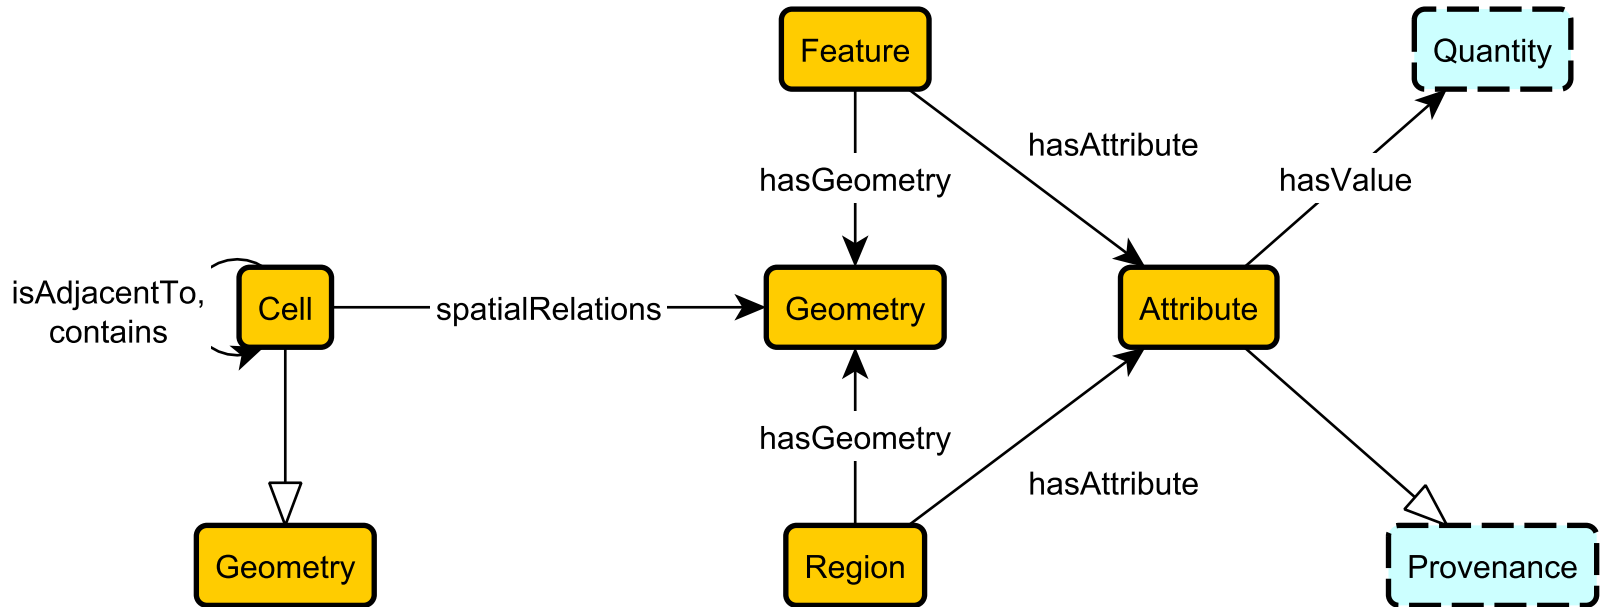 Feature
Quantity
hasAttribute
hasGeometry
hasValue
isAdjacentTo,
contains
Cell
spatialRelations
Geometry
Attribute
hasGeometry
hasAttribute
Geometry
Region
Provenance